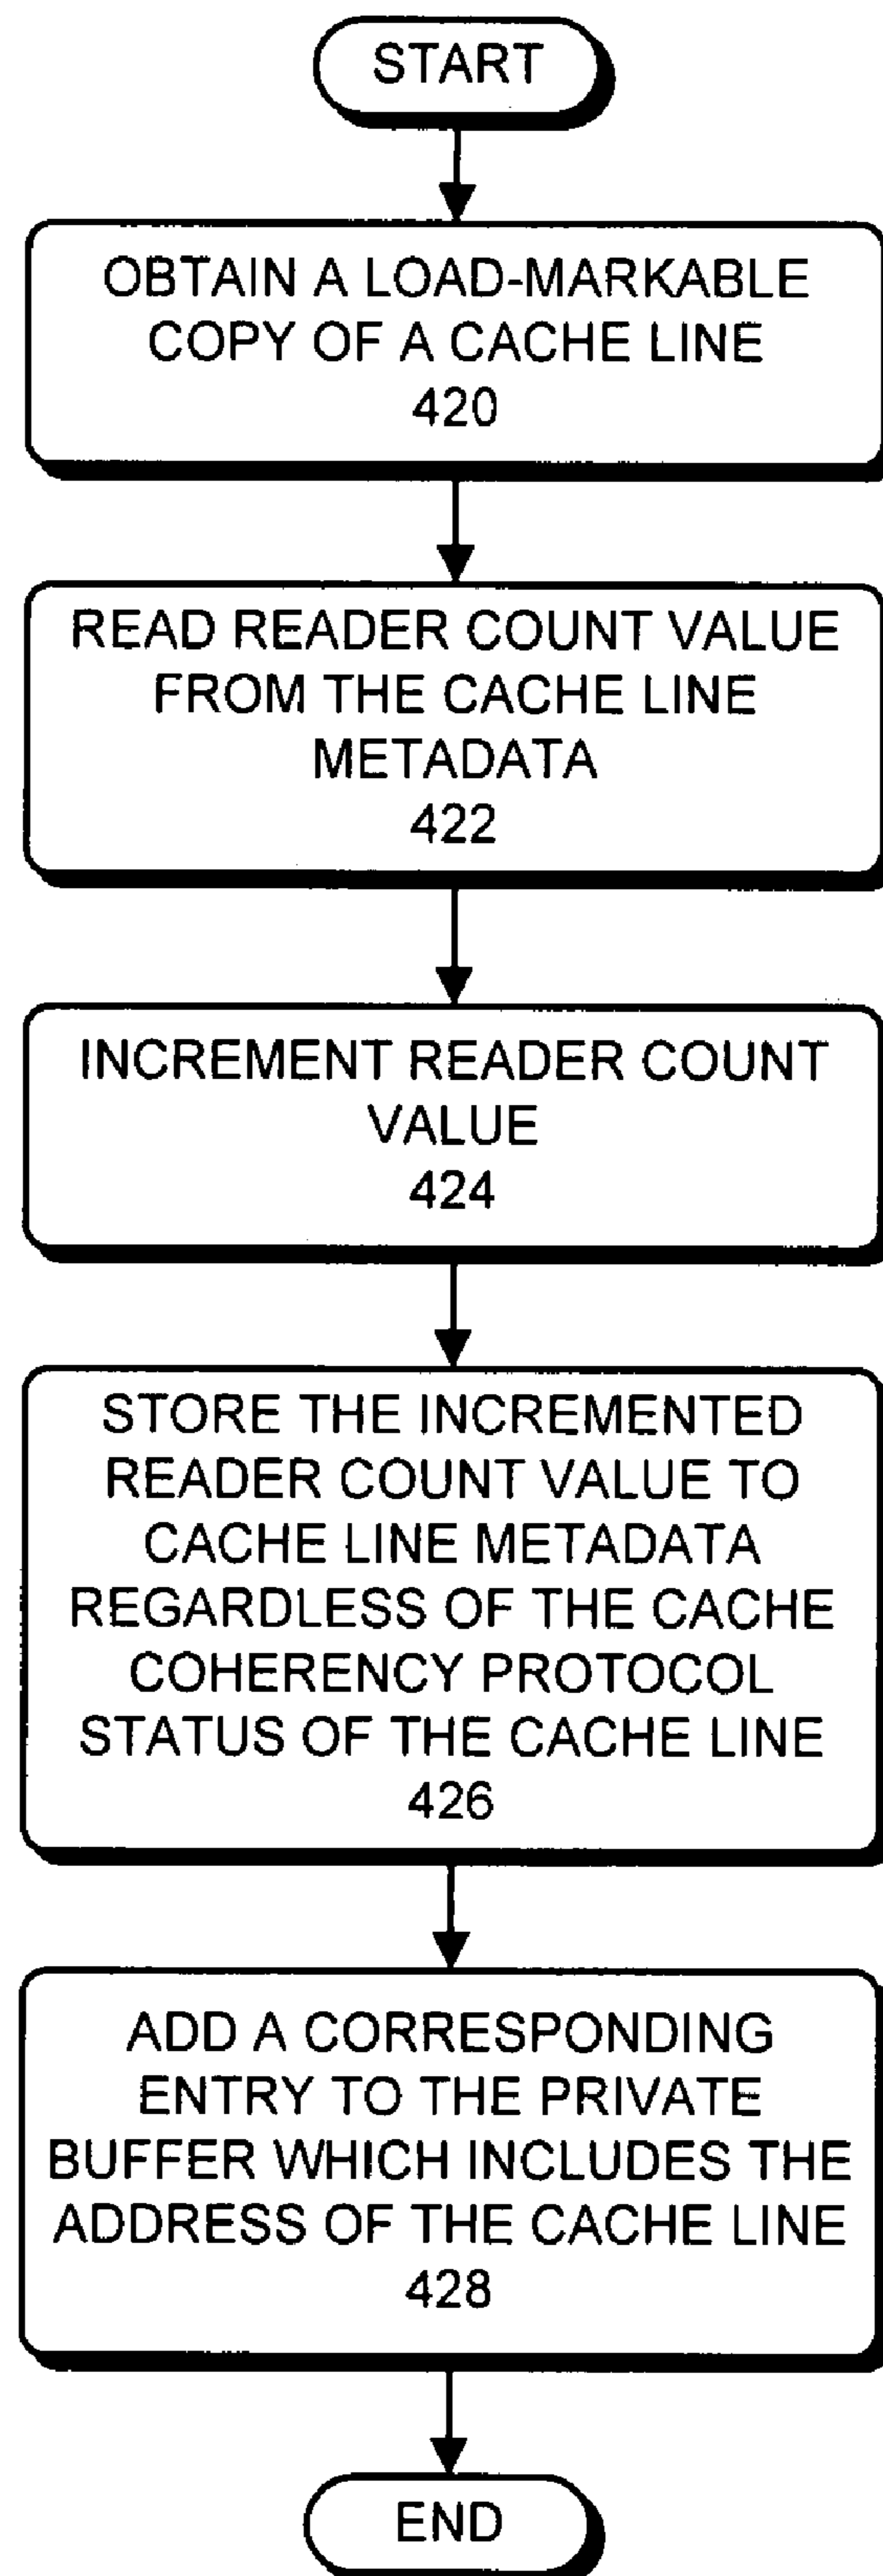 START
OBTAIN A LOAD-MARKABLE
COPY OF A CACHE LINE
420
READ READER COUNT VALUE
FROM THE CACHE LINE
METADATA
422
INCREMENT READER COUNT
VALUE
424
STORE THE INCREMENTED
READER COUNT VALUE TO
CACHE LINE METADATA
REGARDLESS OF THE CACHE
COHERENCY PROTOCOL
STATUS OF THE CACHE LINE
426
ADD A CORRESPONDING
ENTRY TO THE PRIVATE
BUFFER WHICH INCLUDES THE
ADDRESS OF THE CACHE LINE
428
END